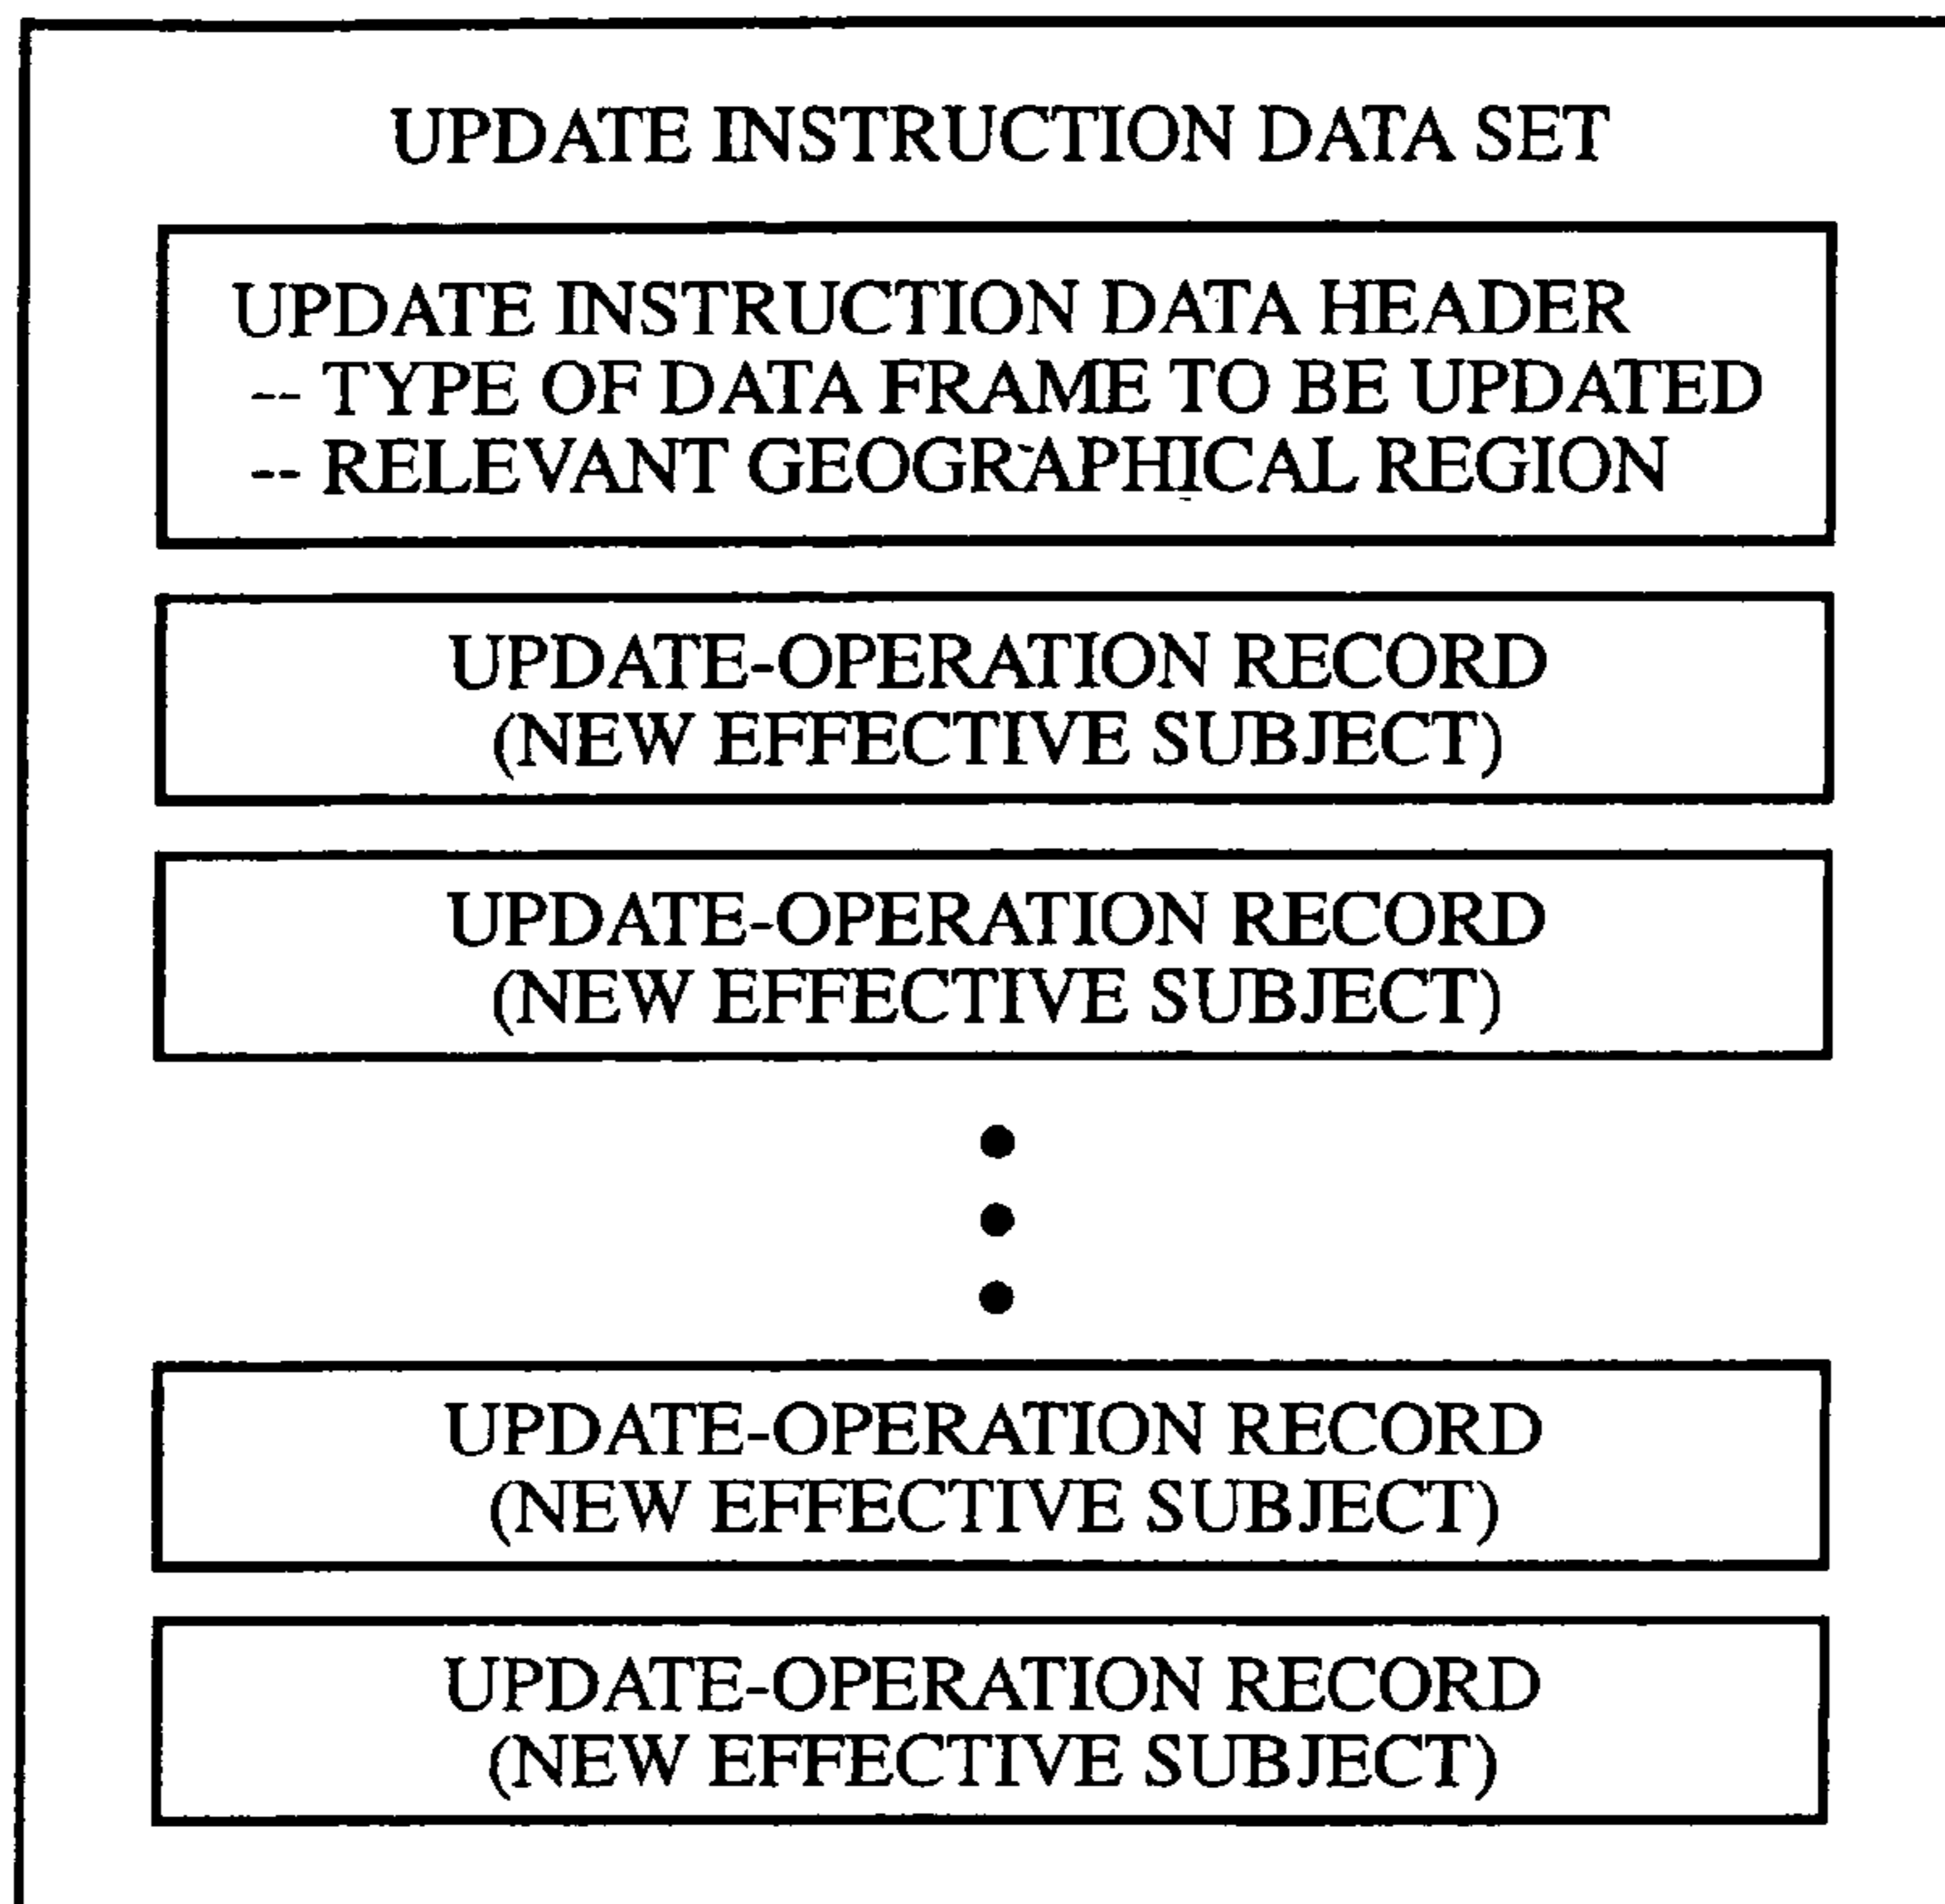 UPDATE INSTRUCTION DATA SET
UPDATE INSTRUCTION DATA HEADER
-- TYPE OF DATA FRAME TO BE UPDATED
-- RELEVANT GEOGRAPHICAL REGION
UPDATE-OPERATION RECORD
(NEW EFFECTIVE SUBJECT)
UPDATE-OPERATION RECORD
(NEW EFFECTIVE SUBJECT)
UPDATE-OPERATION RECORD
(NEW EFFECTIVE SUBJECT)
UPDATE-OPERATION RECORD
(NEW EFFECTIVE SUBJECT)